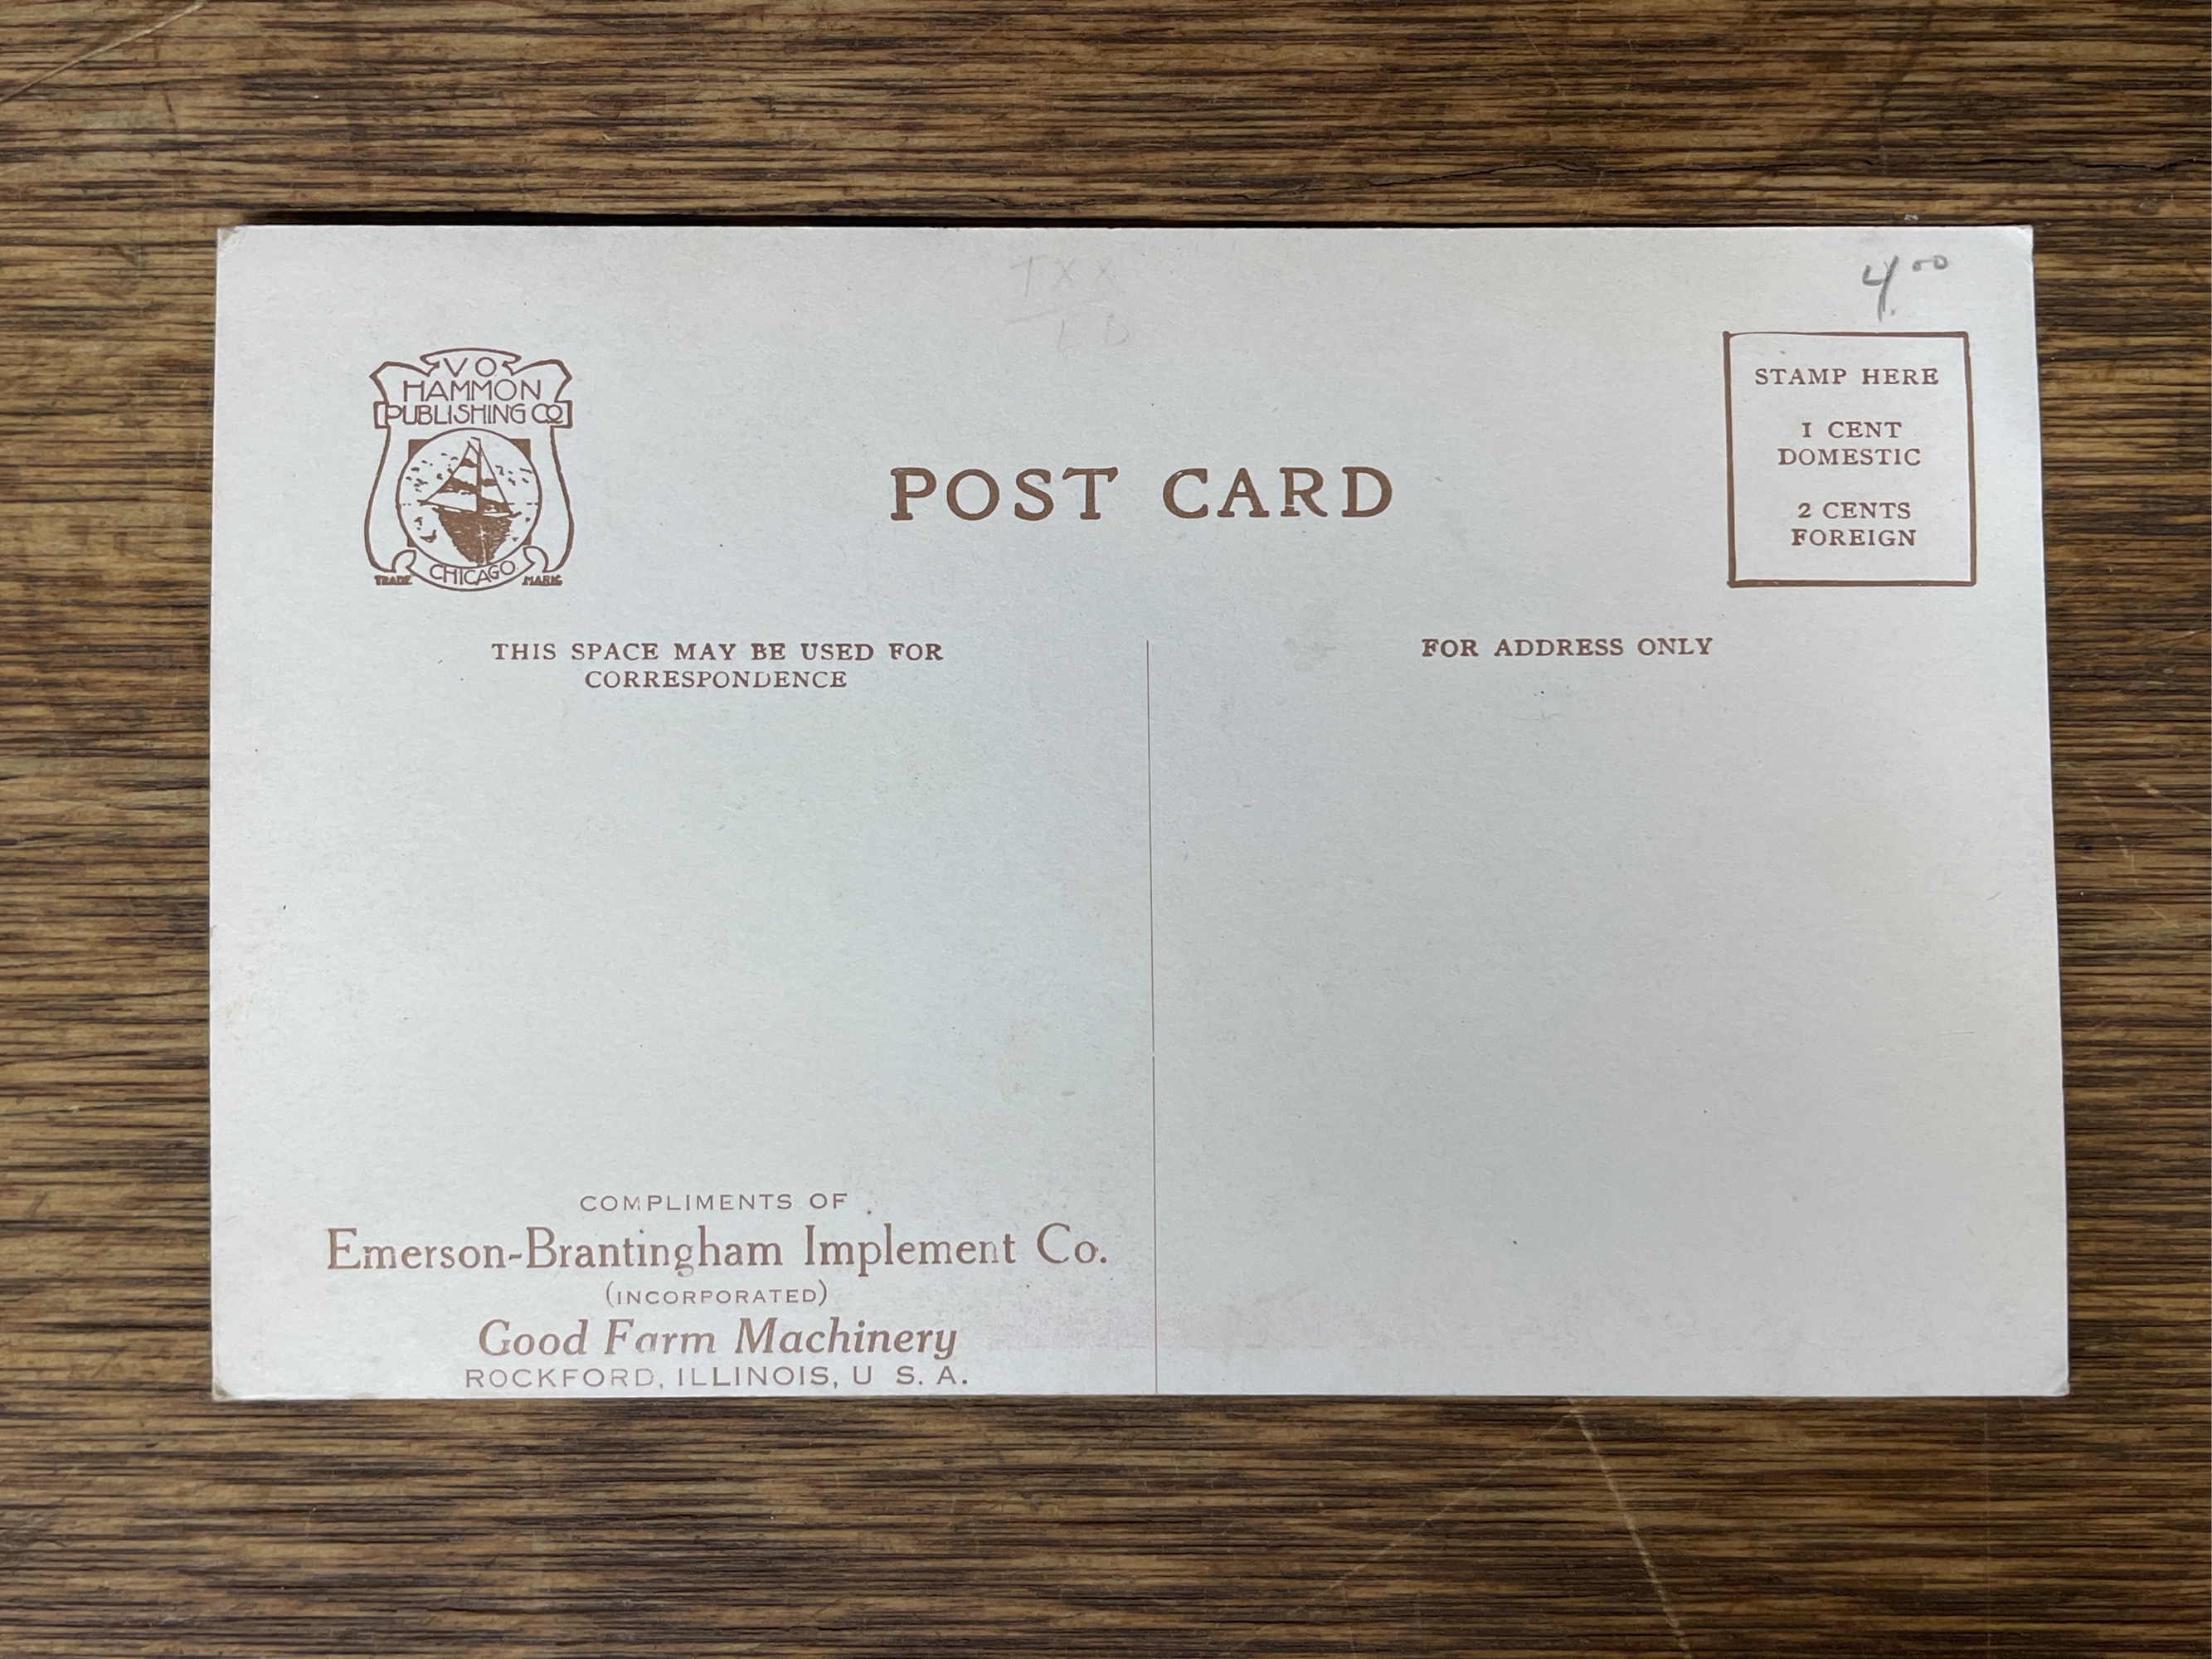 TXX
LD
4.00
V O
HAMMON
PUBLISHING CO
CHICAGO
TRADE MARK
POST CARD
STAMP HERE
1 CENT
DOMESTIC
2 CENTS
FOREIGN
THIS SPACE MAY BE USED FOR
CORRESPONDENCE
FOR ADDRESS ONLY
COMPLIMENTS OF
Emerson-Brantingham Implement Co.
(INCORPORATED)
Good Farm Machinery
ROCKFORD, ILLINOIS, U S. A.